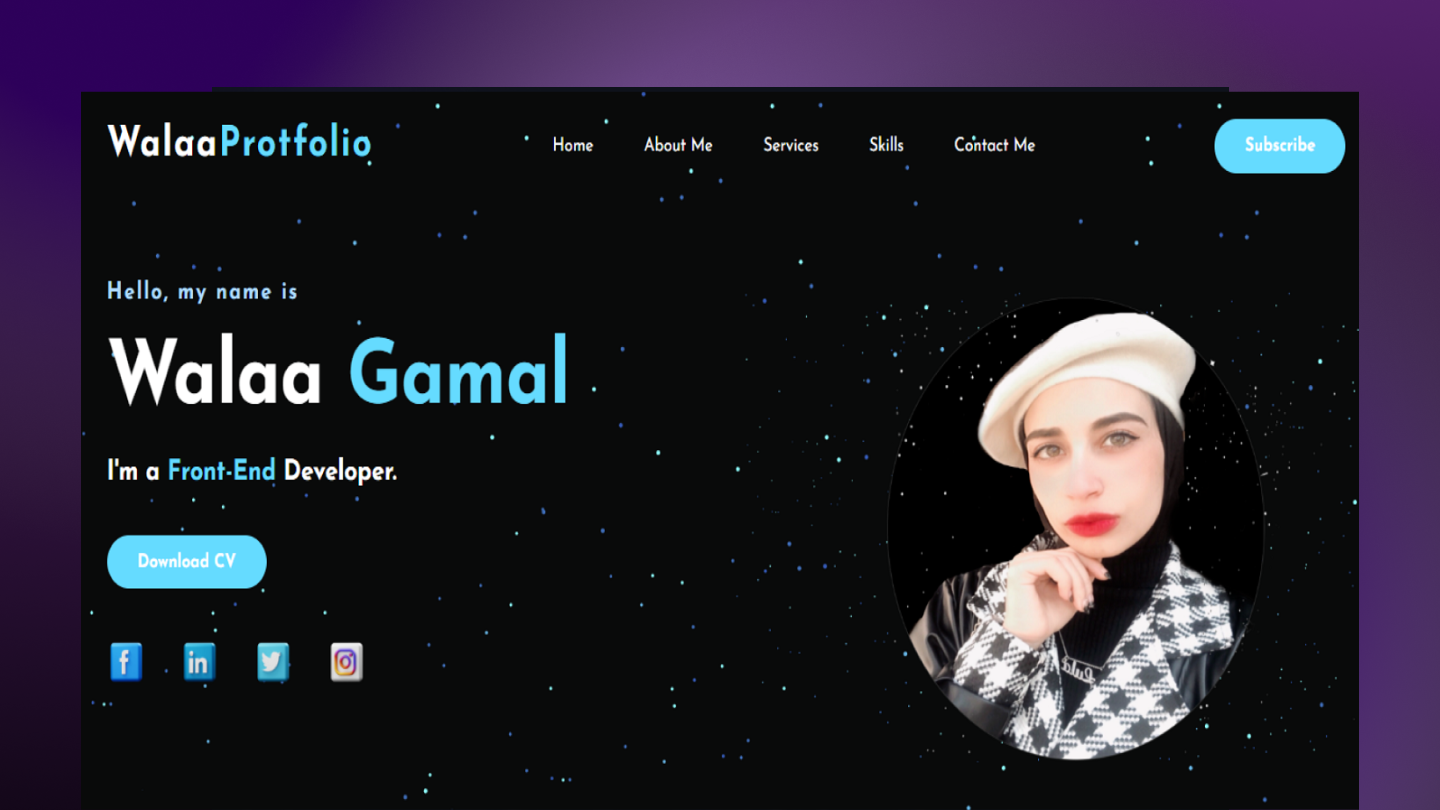 WalaaProtfolio
Home About Me Services Skills Contact Me
Subscribe
Hello, my name is
Walaa Gamal
I'm a Front-End Developer.
Download CV
f in